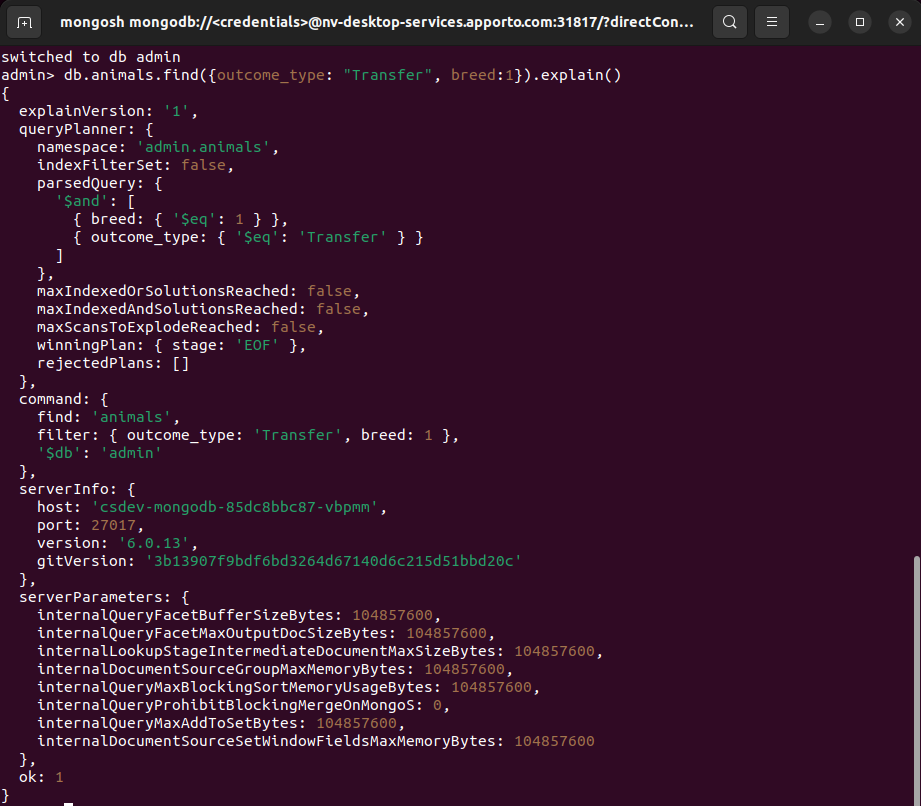 mongosh mongodb://<credentials>@nv-desktop-services.apporto.com:31817/?directCon...
switched to db admin
admin> db.animals.find({outcome_type: "Transfer", breed:1}).explain()
{
  explainVersion: '1',
  queryPlanner: {
    namespace: 'admin.animals',
    indexFilterSet: false,
    parsedQuery: {
      '$and': [
        { breed: { '$eq': 1 } },
        { outcome_type: { '$eq': 'Transfer' } }
      ]
    },
    maxIndexedOrSolutionsReached: false,
    maxIndexedAndSolutionsReached: false,
    maxScansToExplodeReached: false,
    winningPlan: { stage: 'EOF' },
    rejectedPlans: []
  },
  command: {
    find: 'animals',
    filter: { outcome_type: 'Transfer', breed: 1 },
    '$db': 'admin'
  },
  serverInfo: {
    host: 'csdev-mongodb-85dc8bbc87-vbpmm',
    port: 27017,
    version: '6.0.13',
    gitVersion: '3b13907f9bdf6bd3264d67140d6c215d51bbd20c'
  },
  serverParameters: {
    internalQueryFacetBufferSizeBytes: 104857600,
    internalQueryFacetMaxOutputDocSizeBytes: 104857600,
    internalLookupStageIntermediateDocumentMaxSizeBytes: 104857600,
    internalDocumentSourceGroupMaxMemoryBytes: 104857600,
    internalQueryMaxBlockingSortMemoryUsageBytes: 104857600,
    internalQueryProhibitBlockingMergeOnMongoS: 0,
    internalQueryMaxAddToSetBytes: 104857600,
    internalDocumentSourceSetWindowFieldsMaxMemoryBytes: 104857600
  },
  ok: 1
}